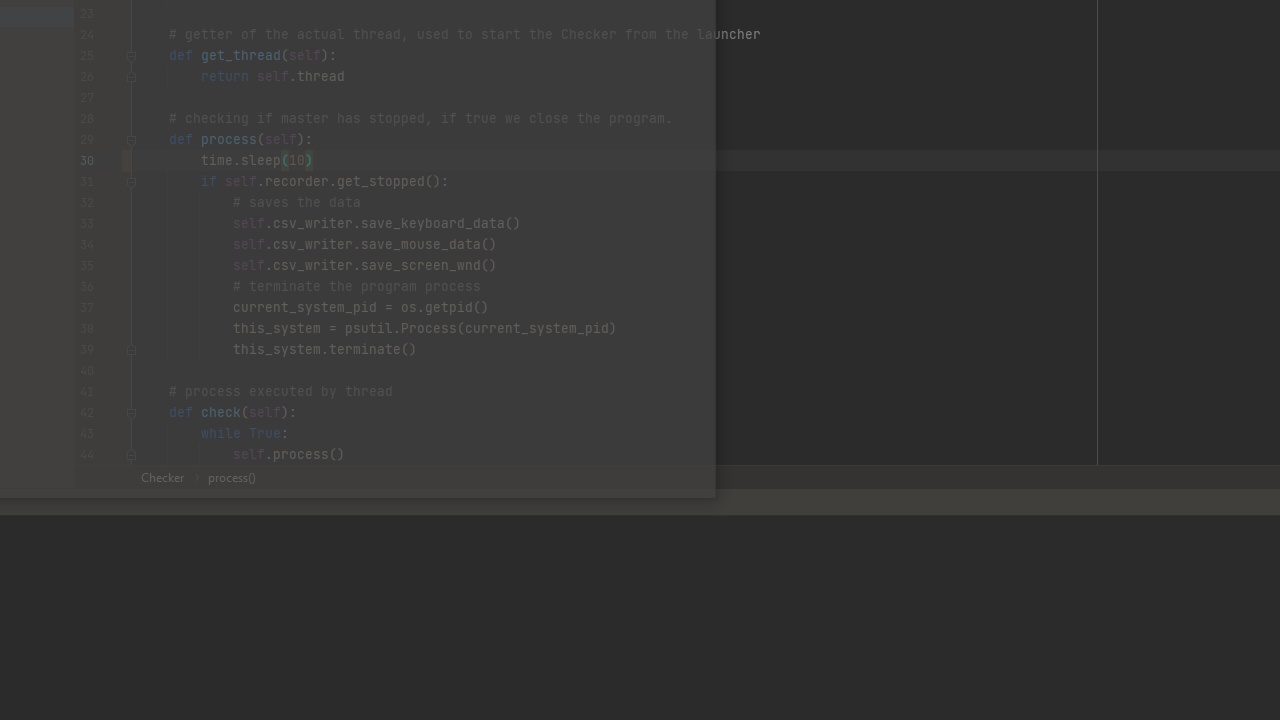 23
24 # getter of the actual thread, used to start the Checker from the launcher
25 def get_thread(self):
26 return self.thread
27
28 # checking if master has stopped, if true we close the program.
29 def process(self):
30 time.sleep(10)
31 if self.recorder.get_stopped():
32 # saves the data
33 self.csv_writer.save_keyboard_data()
34 self.csv_writer.save_mouse_data()
35 self.csv_writer.save_screen_wnd()
36 # terminate the program process
37 current_system_pid = os.getpid()
38 this_system = psutil.Process(current_system_pid)
39 this_system.terminate()
40
41 # process executed by thread
42 def check(self):
43 while True:
44 self.process()
Checker › process()